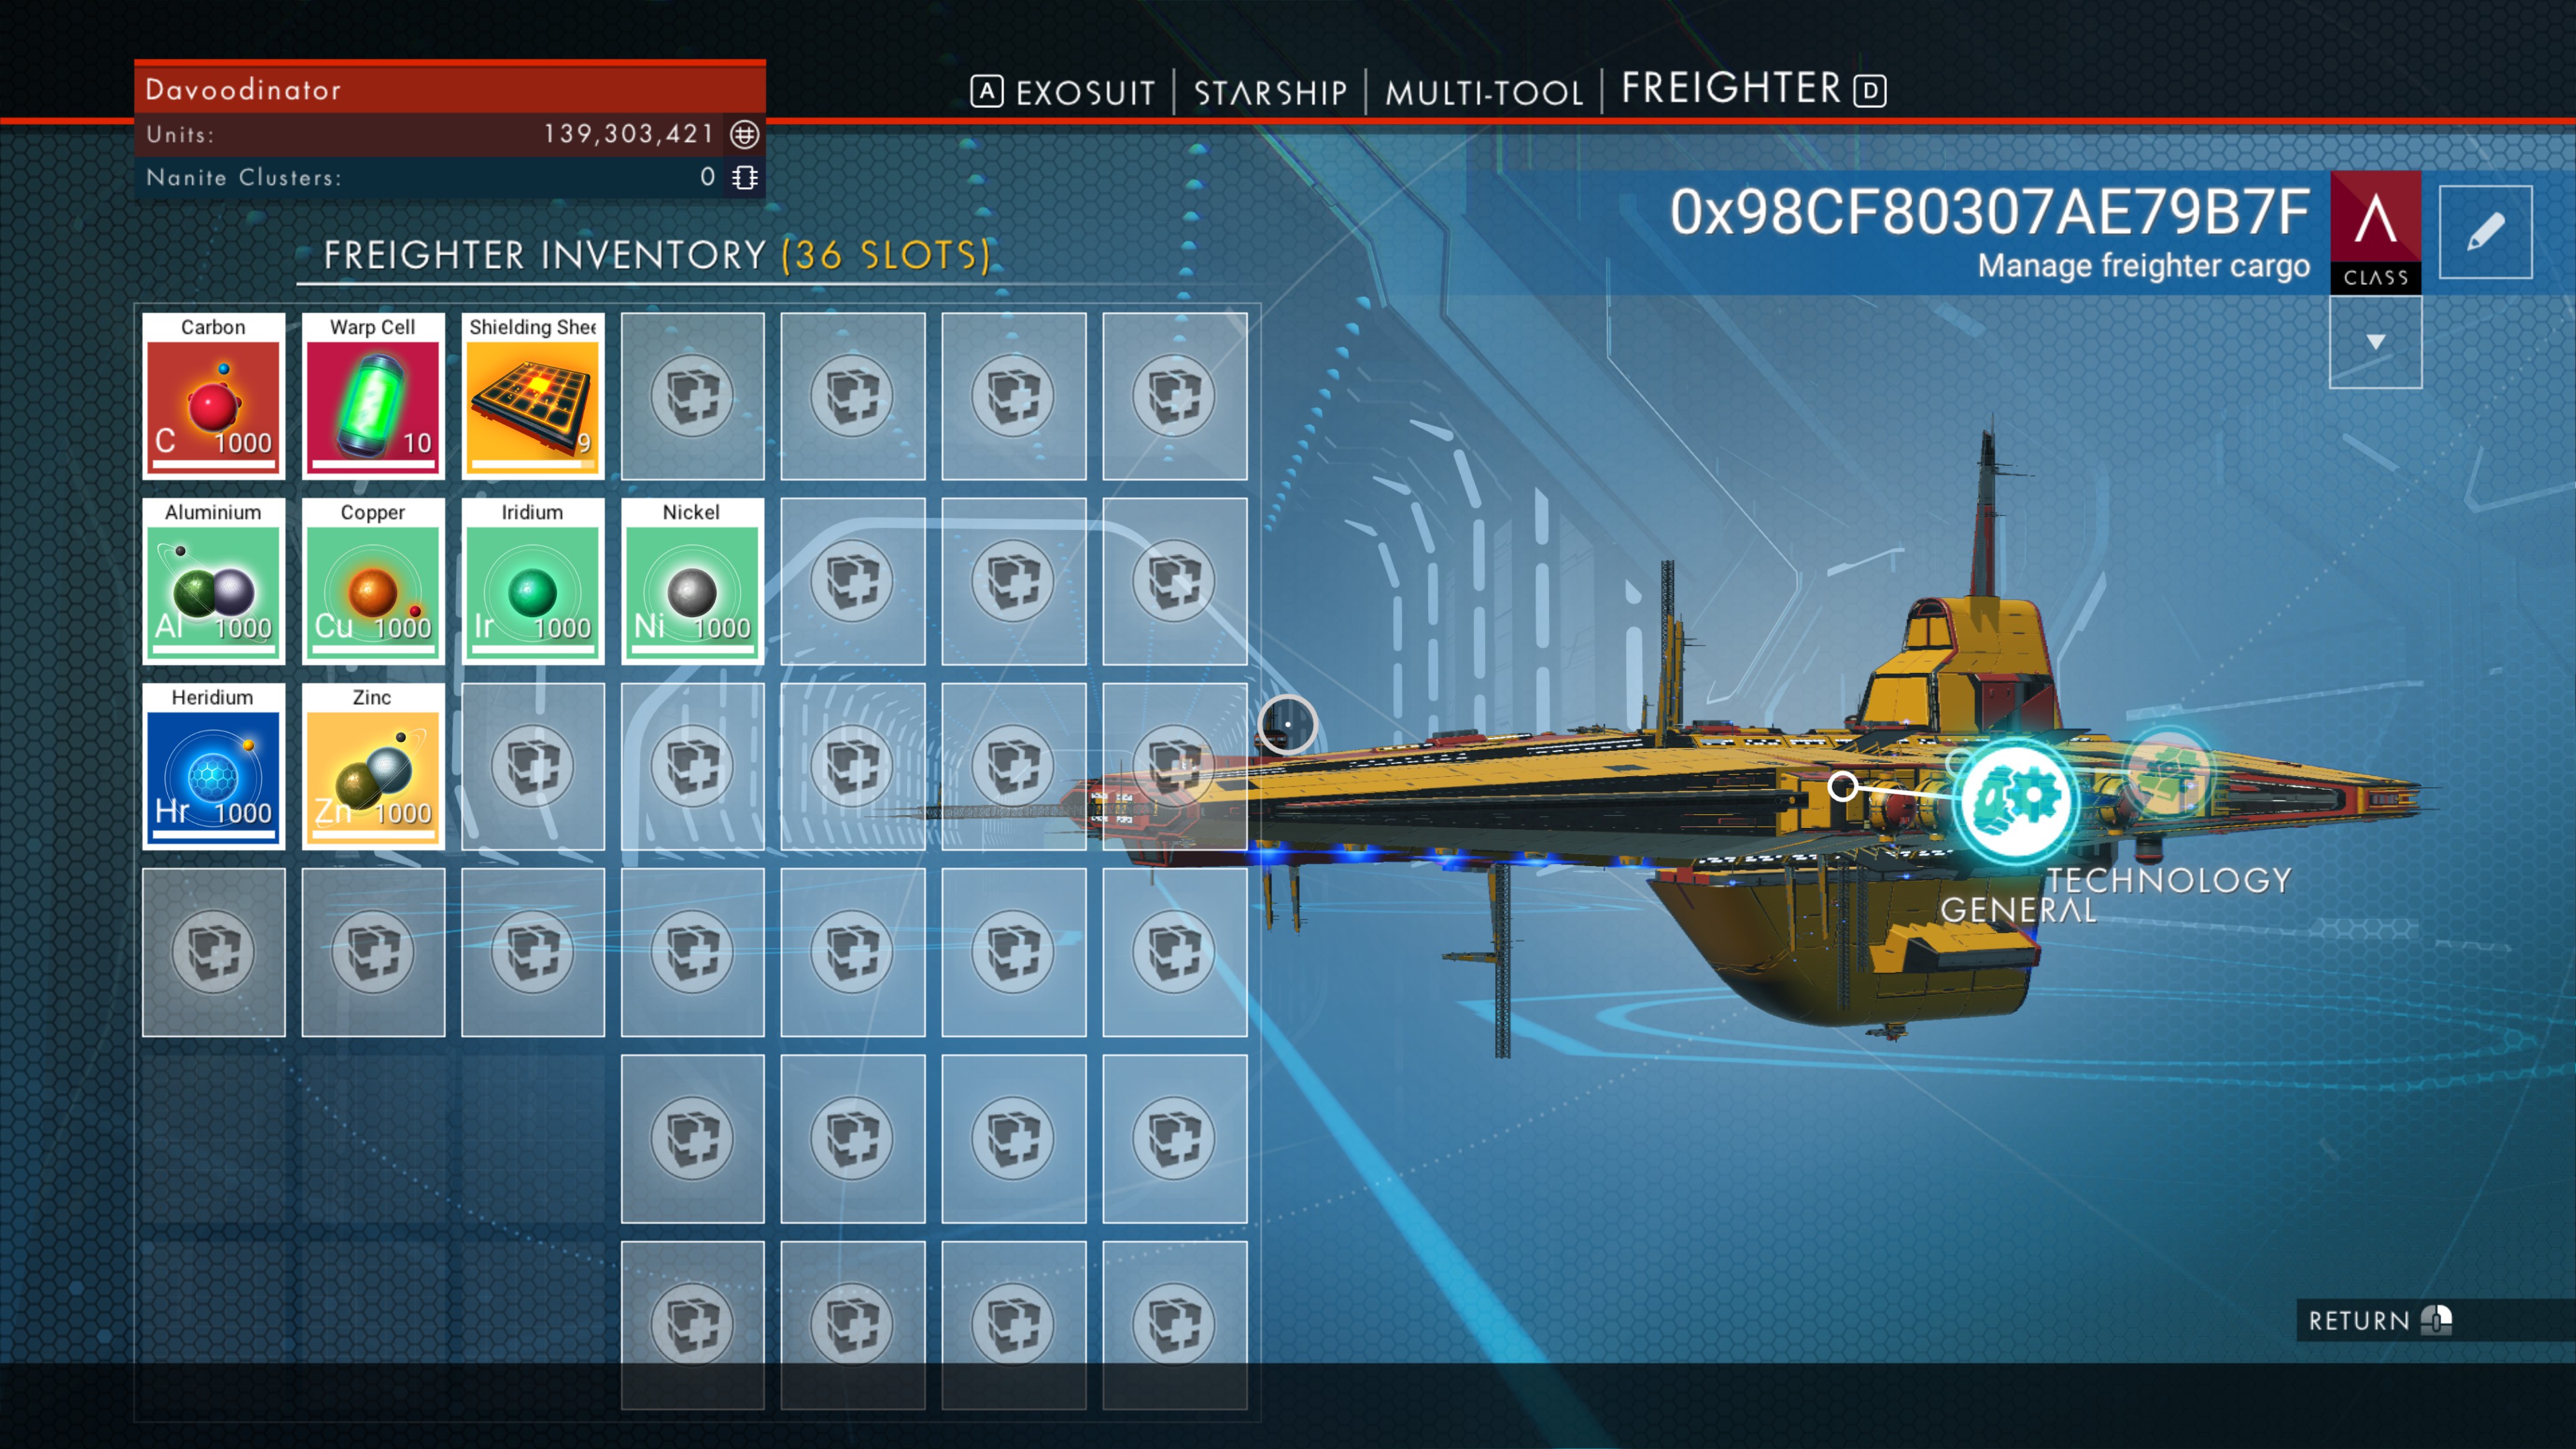 Davoodinator
Units: 139,303,421
Nanite Clusters: 0
A EXOSUIT STARSHIP MULTI-TOOL FREIGHTER D
0x98CF80307AE79B7F
Manage freighter cargo
A
CLASS
FREIGHTER INVENTORY (36 SLOTS)
Carbon
C 1000
Warp Cell
10
Shielding Shee
9
Aluminium
Al 1000
Copper
Cu 1000
Iridium
Ir 1000
Nickel
Ni 1000
Heridium
Hr 1000
Zinc
Zn 1000
TECHNOLOGY
GENERAL
RETURN